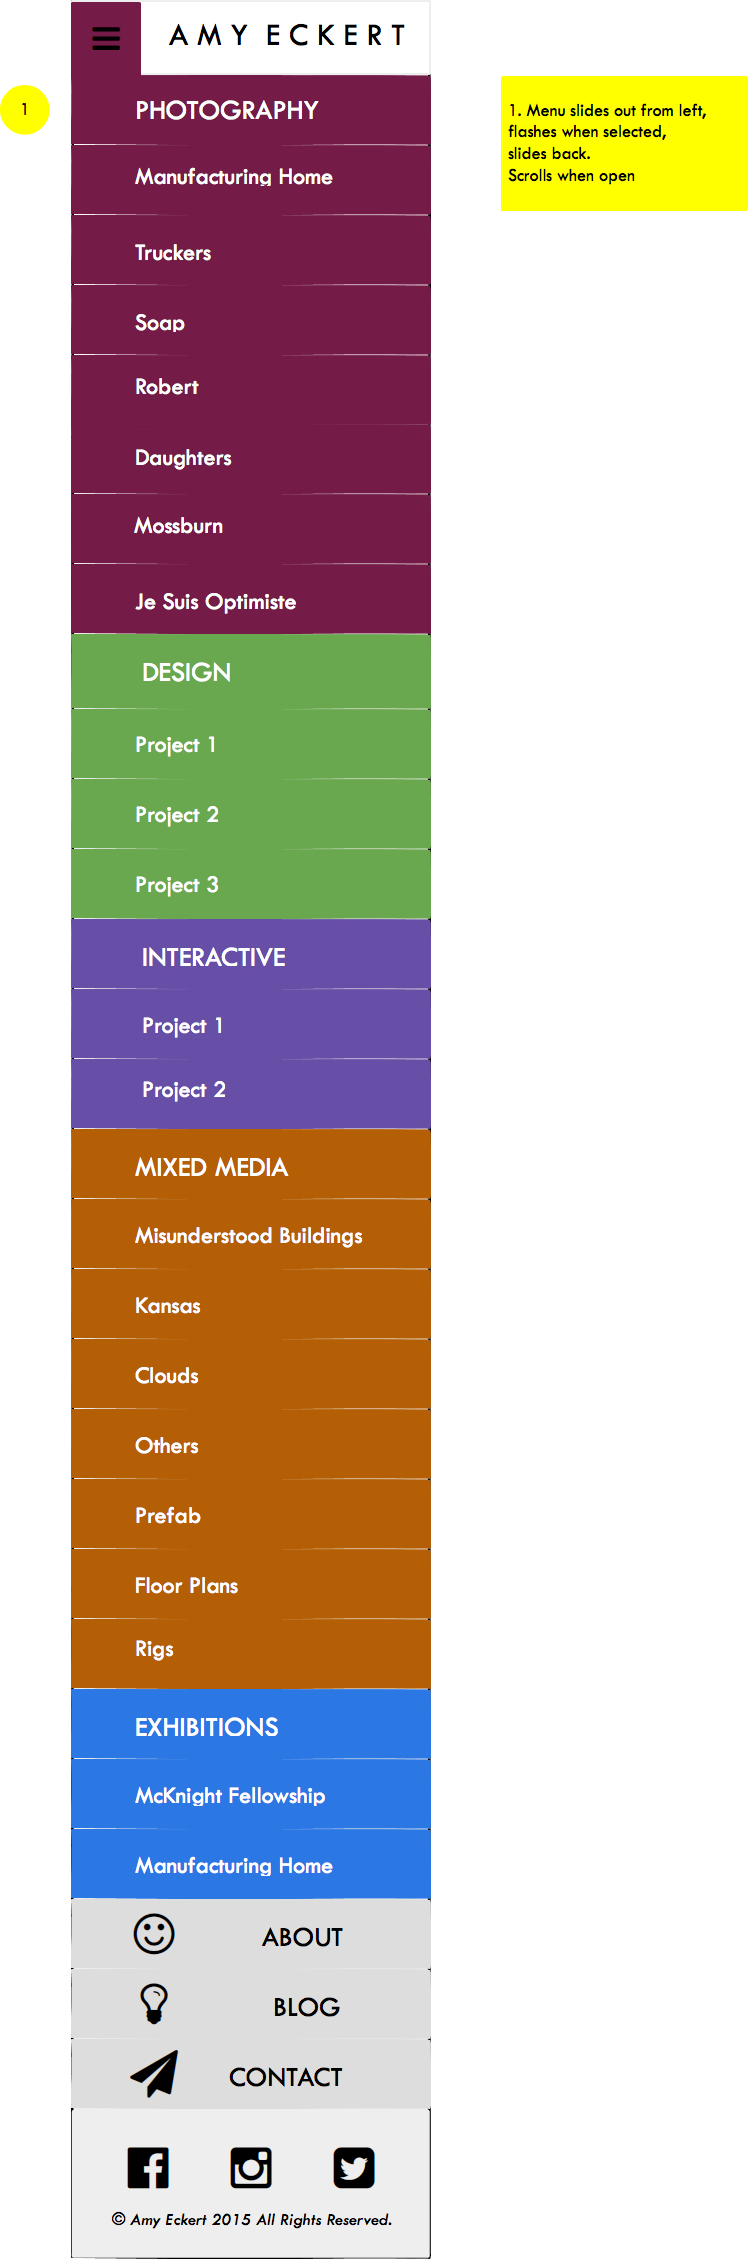 AMY ECKERT
1
PHOTOGRAPHY
1. Menu slides out from left,
flashes when selected,
slides back.
Scrolls when open
Manufacturing Home
Truckers
Soap
Robert
Daughters
Mossburn
Je Suis Optimiste
DESIGN
Project 1
Project 2
Project 3
INTERACTIVE
Project 1
Project 2
MIXED MEDIA
Misunderstood Buildings
Kansas
Clouds
Others
Prefab
Floor Plans
Rigs
EXHIBITIONS
McKnight Fellowship
Manufacturing Home
ABOUT
BLOG
CONTACT
© Amy Eckert 2015 All Rights Reserved.